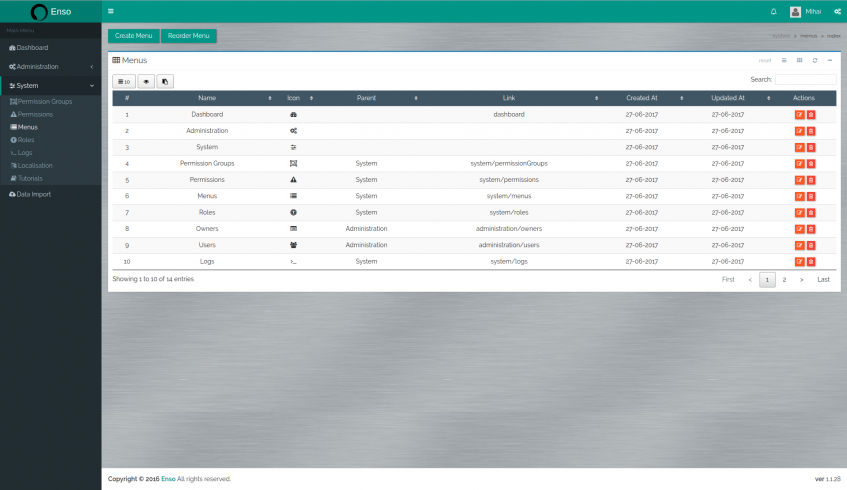 Enso
Mihai
Main Menu
Dashboard
Administration
System
Permission Groups
Permissions
Menus
Roles
Logs
Localisation
Tutorials
Data Import
Create Menu Reorder Menu
system > menus > index
Menus
reset
10
Search:
# Name Icon Parent Link Created At Updated At Actions
1 Dashboard dashboard 27-06-2017 27-06-2017
2 Administration 27-06-2017 27-06-2017
3 System 27-06-2017 27-06-2017
4 Permission Groups System system/permissionGroups 27-06-2017 27-06-2017
5 Permissions System system/permissions 27-06-2017 27-06-2017
6 Menus System system/menus 27-06-2017 27-06-2017
7 Roles System system/roles 27-06-2017 27-06-2017
8 Owners Administration administration/owners 27-06-2017 27-06-2017
9 Users Administration administration/users 27-06-2017 27-06-2017
10 Logs System system/logs 27-06-2017 27-06-2017
Showing 1 to 10 of 14 entries
First < 1 2 > Last
Copyright © 2016 Enso All rights reserved.
ver 1.1.28